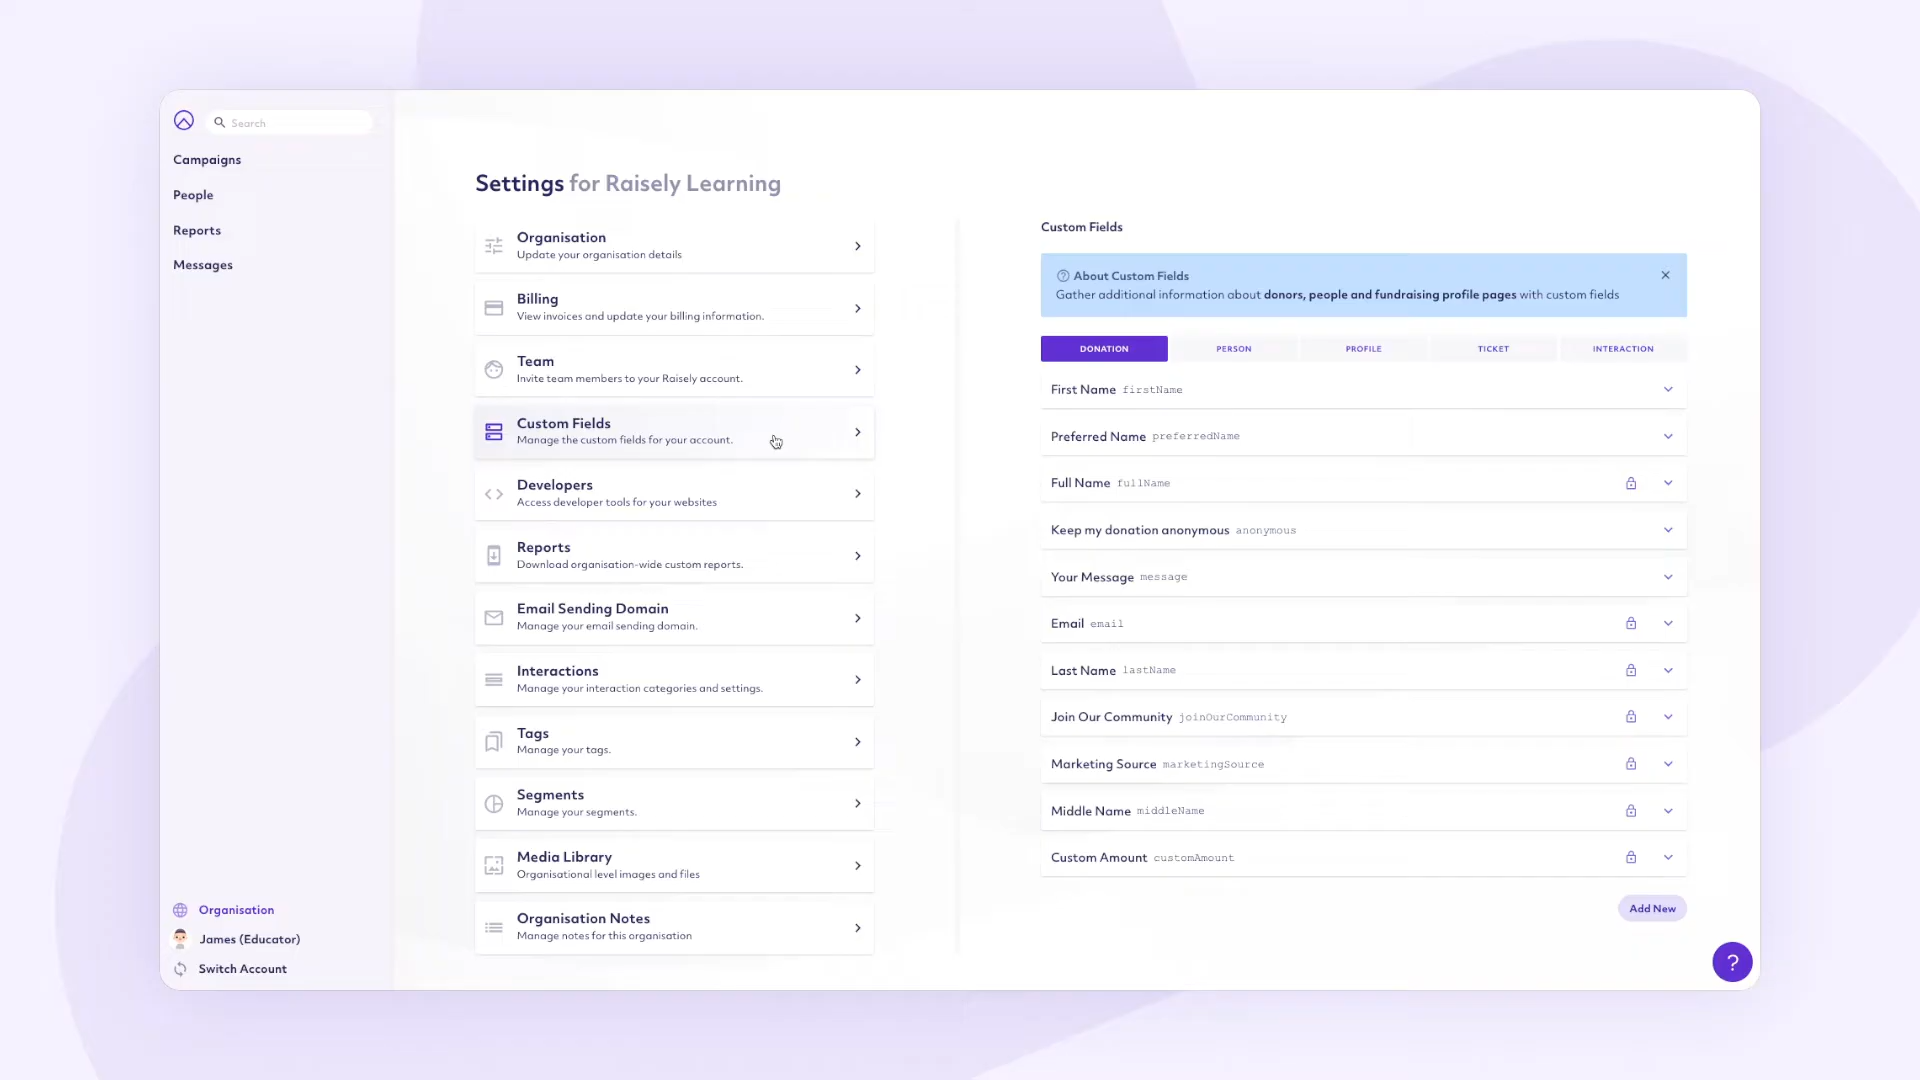 Search
Campaigns
People
Reports
Messages
Organisation
James (Educator)
Switch Account
Settings for Raisely Learning
Organisation
Update your organisation details
Billing
View invoices and update your billing information.
Team
Invite team members to your Raisely account.
Custom Fields
Manage the custom fields for your account.
Developers
Access developer tools for your websites
Reports
Download organisation-wide custom reports.
Email Sending Domain
Manage your email sending domain.
Interactions
Manage your interaction categories and settings.
Tags
Manage your tags.
Segments
Manage your segments.
Media Library
Organisational level images and files
Organisation Notes
Manage notes for this organisation
Custom Fields
About Custom Fields
Gather additional information about donors, people and fundraising profile pages with custom fields
DONATION PERSON PROFILE TICKET INTERACTION
First Name firstName
Preferred Name preferredName
Full Name fullName
Keep my donation anonymous anonymous
Your Message message
Email email
Last Name lastName
Join Our Community joinOurCommunity
Marketing Source marketingSource
Middle Name middleName
Custom Amount customAmount
Add New
?